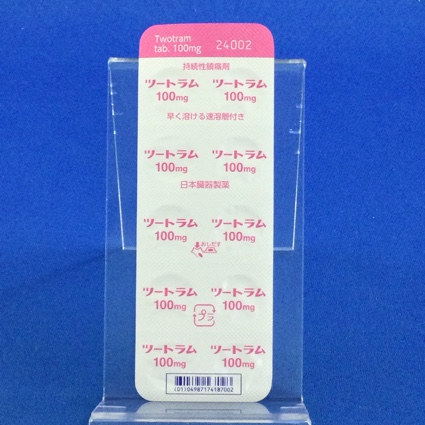 Twotram
tab. 100mg 24002
持続性鎮痛剤
ツートラム ツートラム
100mg 100mg
早く溶ける速溶層付き
ツートラム ツートラム
100mg 100mg
日本臓器製薬
ツートラム ツートラム
100mg 100mg
おしだす
ツートラム ツートラム
100mg 100mg
プラ
ツートラム ツートラム
100mg 100mg
(01)04987174187002